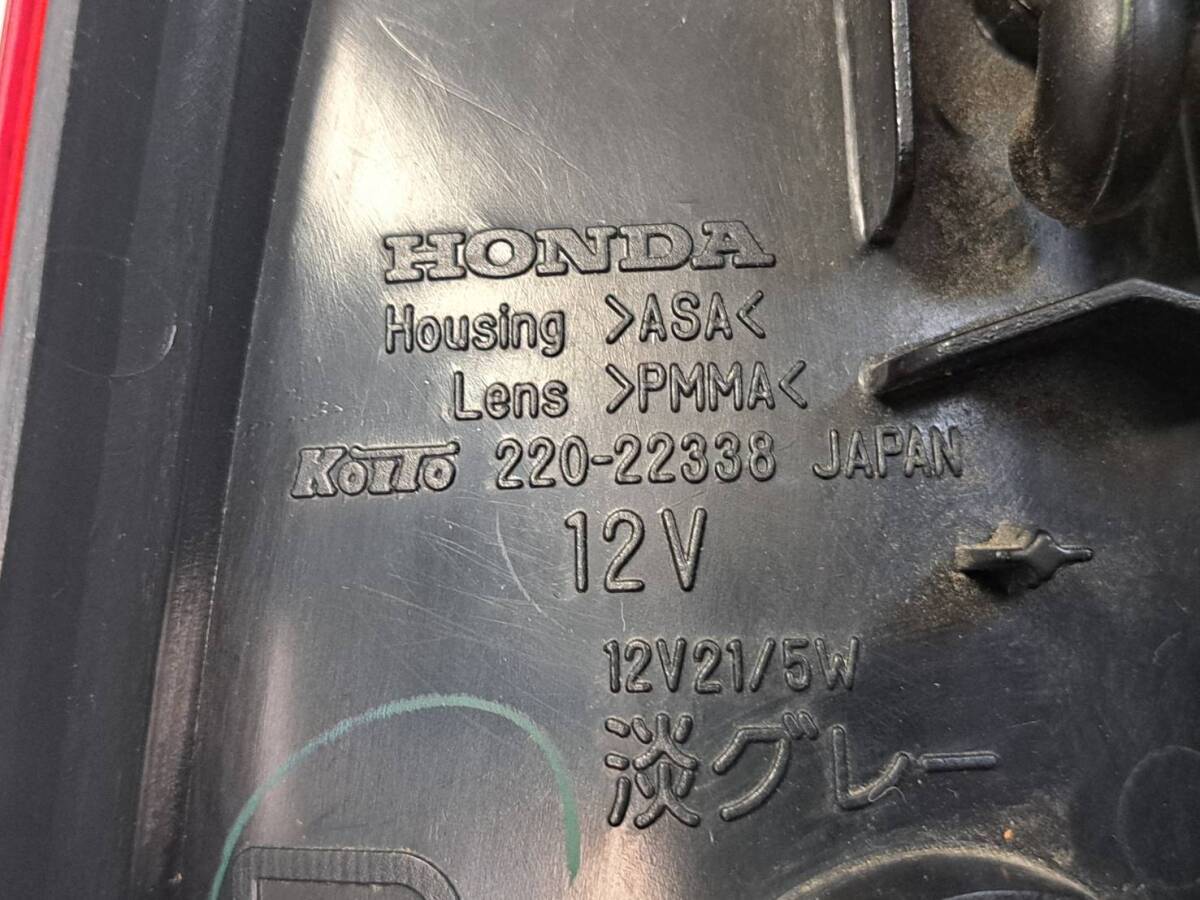 HONDA
Housing >ASA<
Lens >PMMA<
KOITO 220-22338 JAPAN
12V
12V21/5W
淡グレー